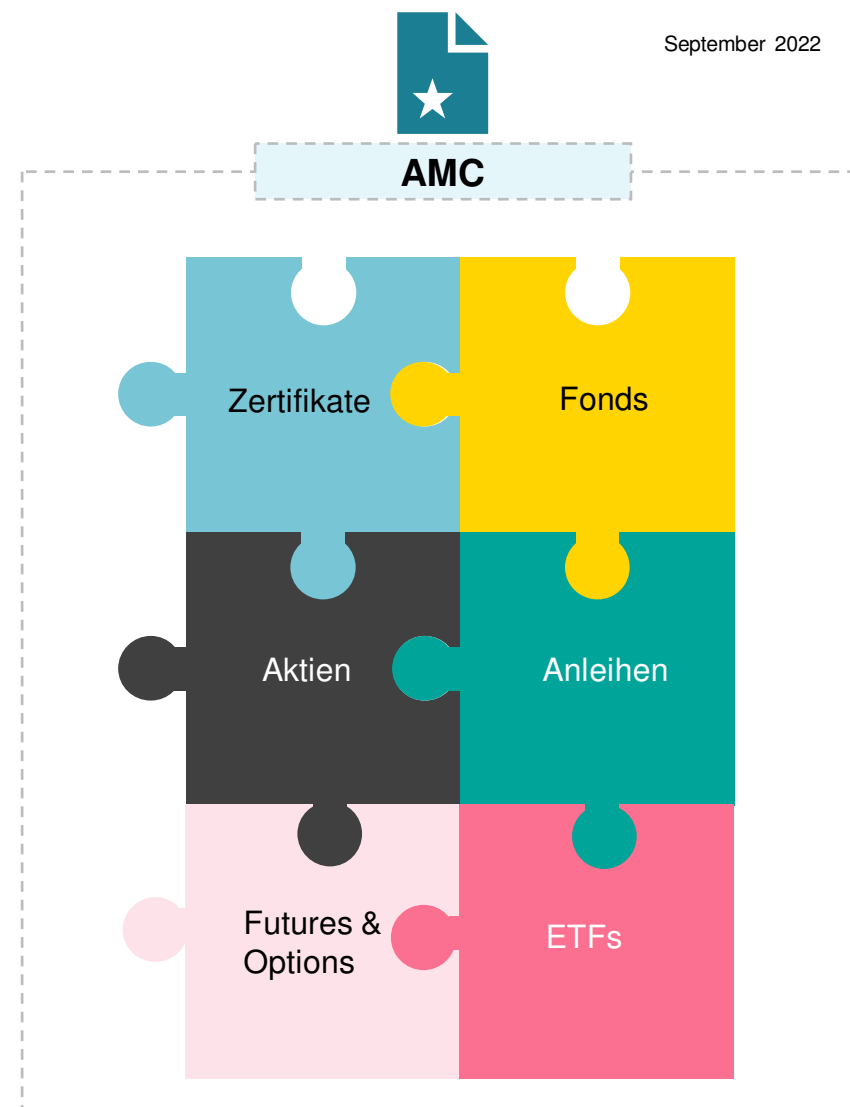 September 2022
AMC
Zertifikate
Fonds
Aktien
Anleihen
Futures &
Options
ETFs